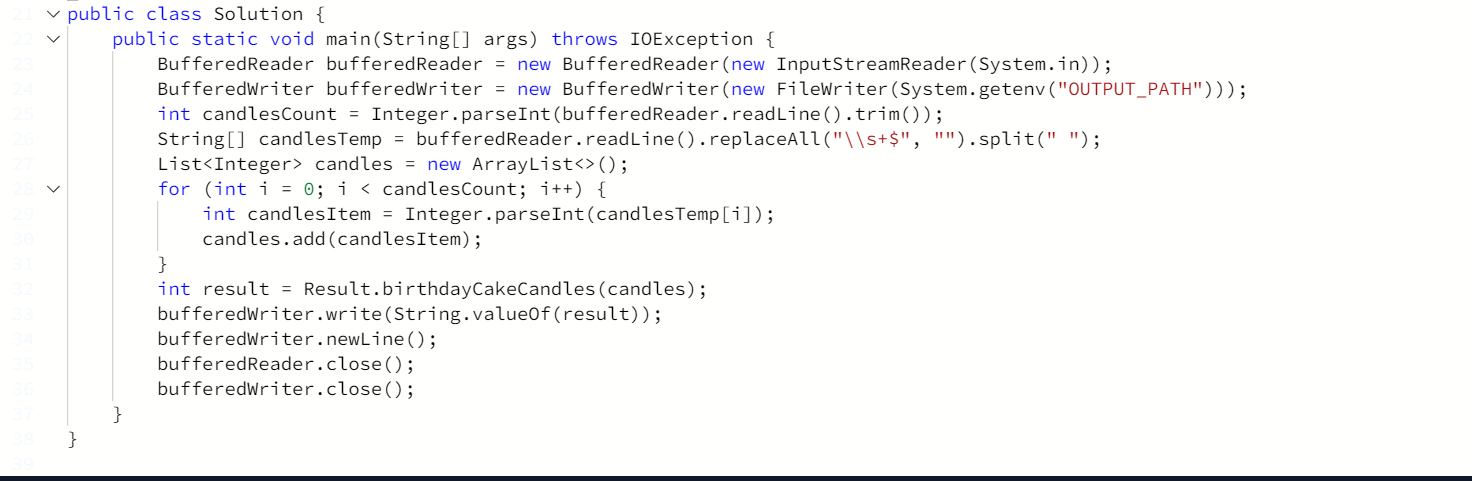 21 public class Solution {
22 public static void main(String[] args) throws IOException {
23 BufferedReader bufferedReader = new BufferedReader(new InputStreamReader(System.in));
24 BufferedWriter bufferedWriter = new BufferedWriter(new FileWriter(System.getenv("OUTPUT_PATH")));
25 int candlesCount = Integer.parseInt(bufferedReader.readLine().trim());
26 String[] candlesTemp = bufferedReader.readLine().replaceAll("\\s+$", "").split(" ");
27 List<Integer> candles = new ArrayList<>();
28 for (int i = 0; i < candlesCount; i++) {
29 int candlesItem = Integer.parseInt(candlesTemp[i]);
30 candles.add(candlesItem);
31 }
32 int result = Result.birthdayCakeCandles(candles);
33 bufferedWriter.write(String.valueOf(result));
34 bufferedWriter.newLine();
35 bufferedReader.close();
36 bufferedWriter.close();
37 }
38 }
39